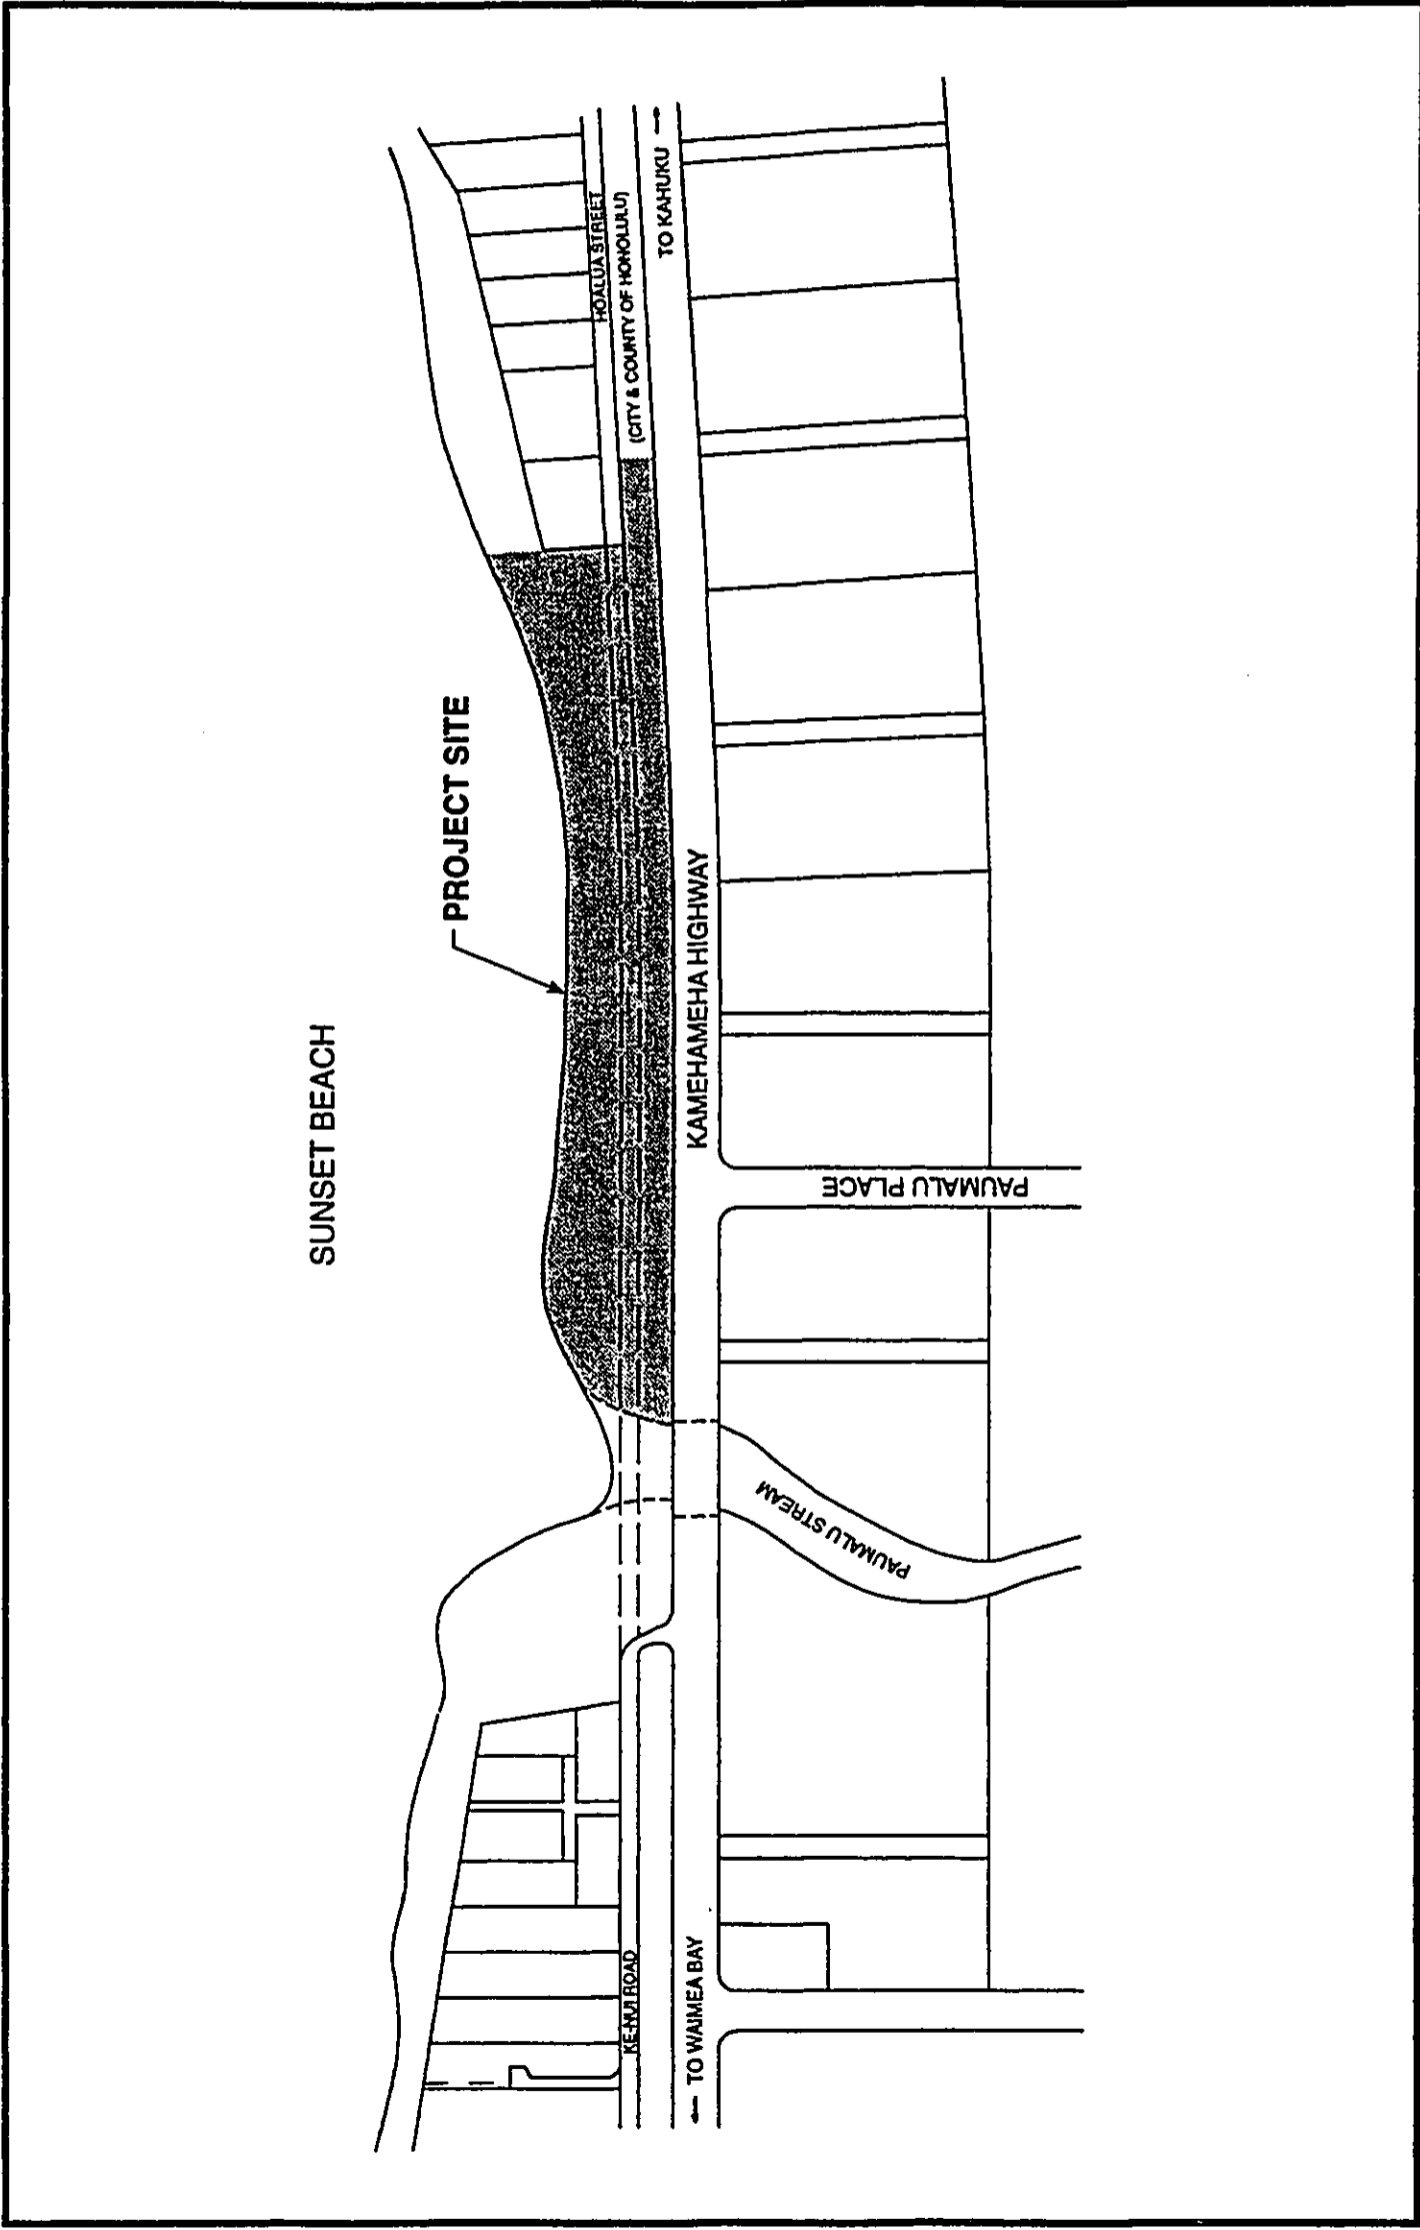 SUNSET BEACH
PROJECT SITE
HOALUA STREET
(CITY & COUNTY OF HONOLULU)
TO KAHUKU →
KAMEHAMEHA HIGHWAY
PAUMALU PLACE
PAUMALU STREAM
KE-NUI ROAD
← TO WAIMEA BAY